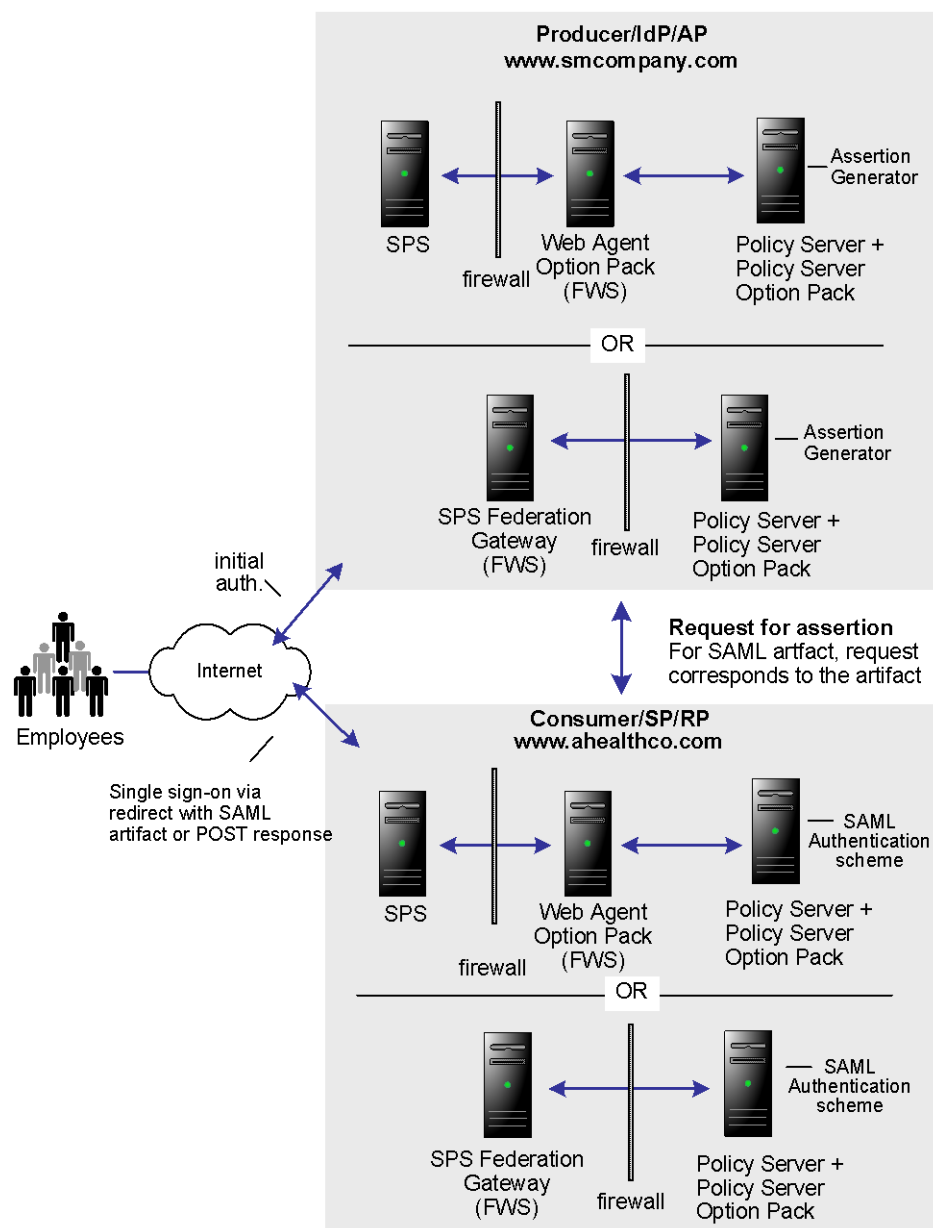 Producer/IdP/AP
www.smcompany.com
SPS
firewall
Web Agent
Option Pack
(FWS)
Assertion
Generator
Policy Server +
Policy Server
Option Pack
OR
SPS Federation
Gateway
(FWS)
firewall
Assertion
Generator
Policy Server +
Policy Server
Option Pack
initial
auth.
Internet
Employees
Request for assertion
For SAML artfact, request
corresponds to the artifact
Single sign-on via
redirect with SAML
artifact or POST response
Consumer/SP/RP
www.ahealthco.com
SPS
firewall
Web Agent
Option Pack
(FWS)
SAML
Authentication
scheme
Policy Server +
Policy Server
Option Pack
OR
SPS Federation
Gateway
(FWS)
firewall
SAML
Authentication
scheme
Policy Server +
Policy Server
Option Pack